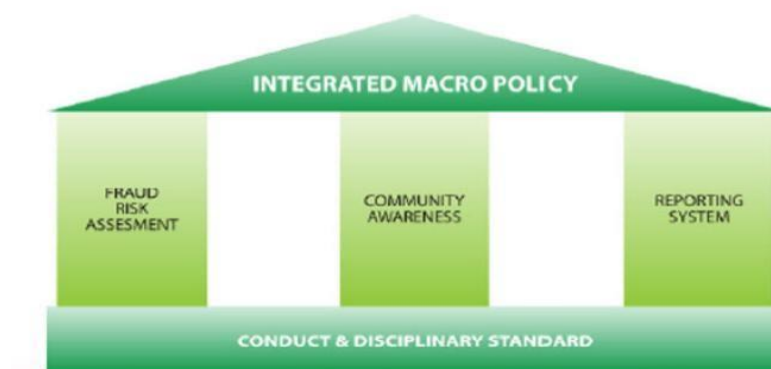 INTEGRATED MACRO POLICY
FRAUD
RISK
ASSESMENT
COMMUNITY
AWARENESS
REPORTING
SYSTEM
CONDUCT & DISCIPLINARY STANDARD